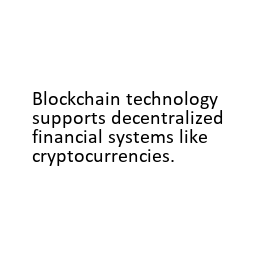 Blockchain technology
supports decentralized
financial systems like
cryptocurrencies.